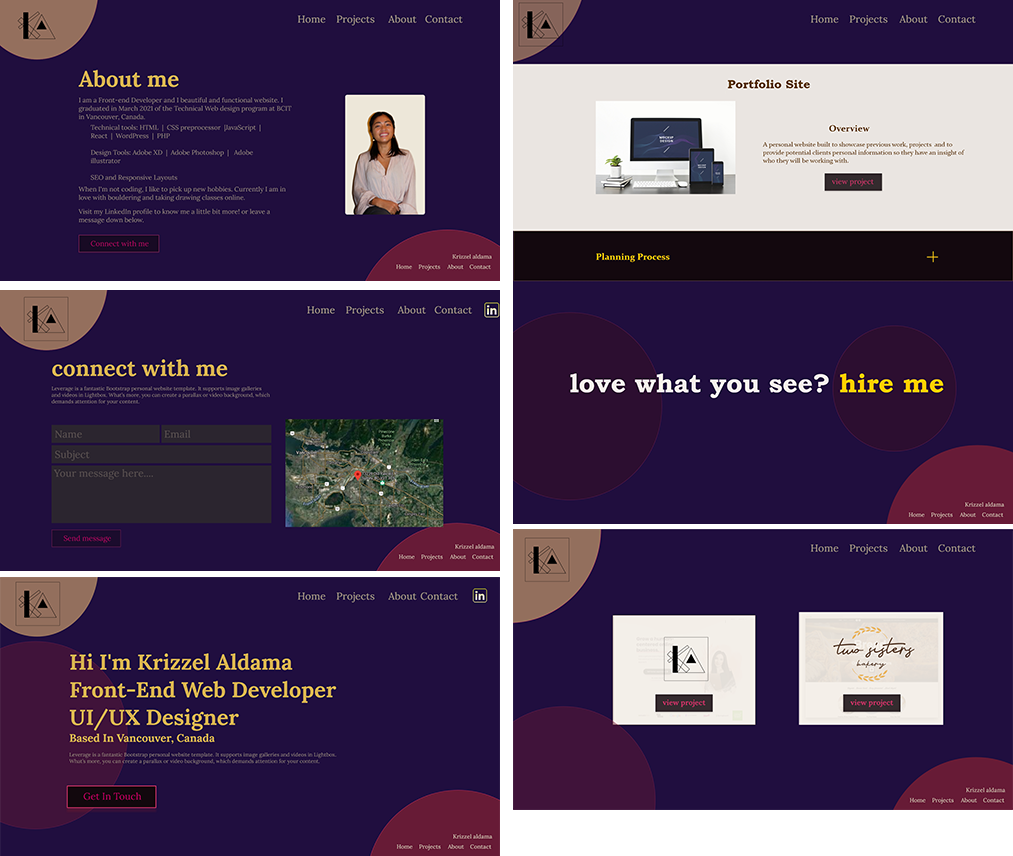 Home Projects About Contact
About me
I am a Front-end Developer and I beautiful and functional website. I
graduated in March 2021 of the Technical Web design program at BCIT
in Vancouver, Canada.
Technical tools: HTML | CSS preprocessor |JavaScript |
React | WordPress | PHP
Design Tools: Adobe XD | Adobe Photoshop | Adobe
illustrator
SEO and Responsive Layouts
When I'm not coding, I like to pick up new hobbies. Currently I am in
love with bouldering and taking drawing classes online.
Visit my LinkedIn profile to know me a little bit more! or leave a
message down below.
Connect with me
Krizzel aldama
Home Projects About Contact
Home Projects About Contact in
connect with me
Leverage is a fantastic Bootstrap personal website template. It supports image galleries
and videos in Lightbox. What's more, you can create a parallax or video background, which
demands attention for your content.
Name Email
Subject
Your message here....
Send message
Krizzel aldama
Home Projects About Contact
Home Projects About Contact in
Hi I'm Krizzel Aldama
Front-End Web Developer
UI/UX Designer
Based In Vancouver, Canada
Leverage is a fantastic Bootstrap personal website template. It supports image galleries and videos in Lightbox.
What's more, you can create a parallax or video background, which demands attention for your content.
Get In Touch
Krizzel aldama
Home Projects About Contact
Home Projects About Contact
Portfolio Site
MOCKUP
DESIGN
Overview
A personal website built to showcase previous work, projects and to
provide potential clients personal information so they have an insight of
who they will be working with.
view project
Planning Process
love what you see? hire me
Krizzel aldama
Home Projects About Contact
Home Projects About Contact
two sisters
bakery
view project
view project
Krizzel aldama
Home Projects About Contact